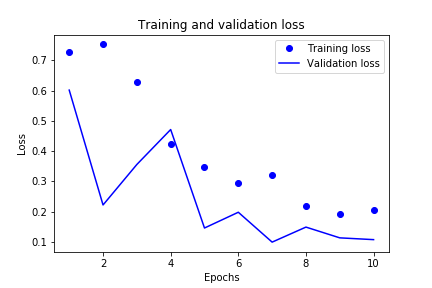 Training and validation loss
Training loss
Validation loss
0.7
0.6
0.5
0.4
0.3
0.2
0.1
Loss
2
4
6
8
10
Epochs